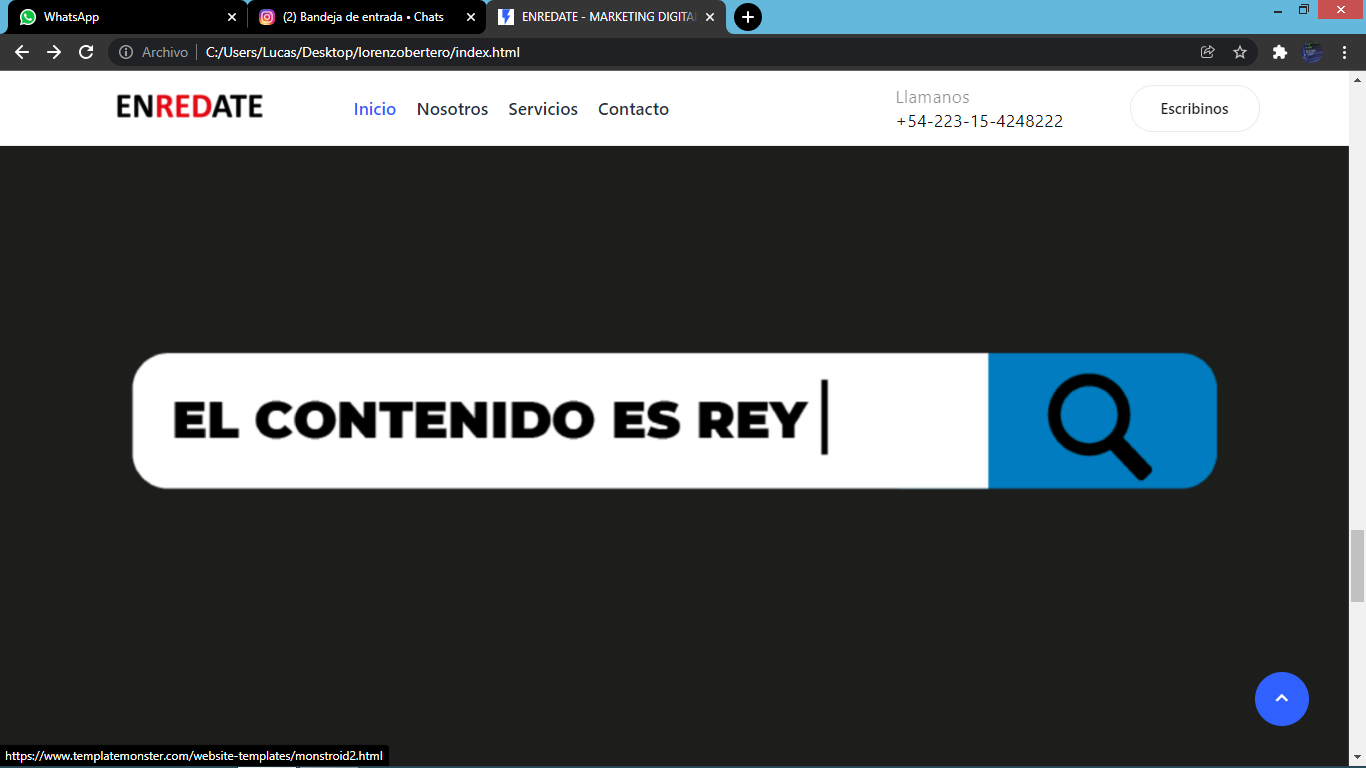 WhatsApp
(2) Bandeja de entrada • Chats
ENREDATE - MARKETING DIGITA
Archivo
C:/Users/Lucas/Desktop/lorenzobertero/index.html
ENREDATE
Inicio
Nosotros
Servicios
Contacto
Llamanos
+54-223-15-4248222
Escribinos
EL CONTENIDO ES REY
https://www.templatemonster.com/website-templates/monstroid2.html